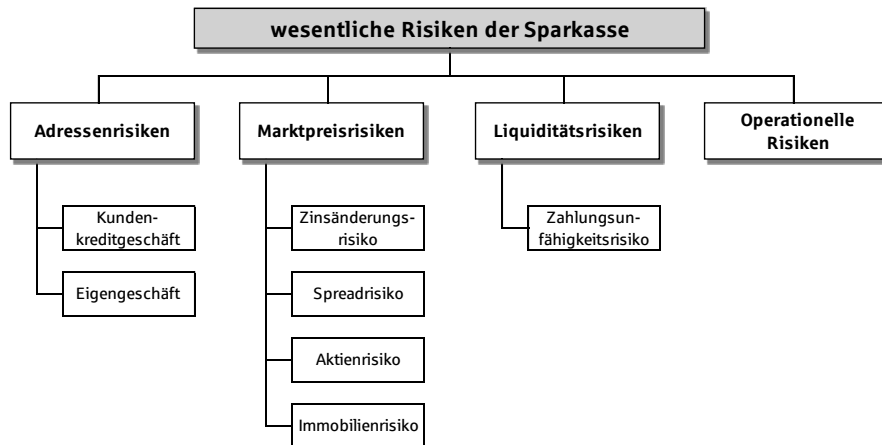 wesentliche Risiken der Sparkasse
Adressenrisiken
Marktpreisrisiken
Liquiditätsrisiken
Operationelle
Risiken
Kunden-
kreditgeschäft
Eigengeschäft
Zinsänderungs-
risiko
Spreadrisiko
Aktienrisiko
Immobilienrisiko
Zahlungsun-
fähigkeitsrisiko